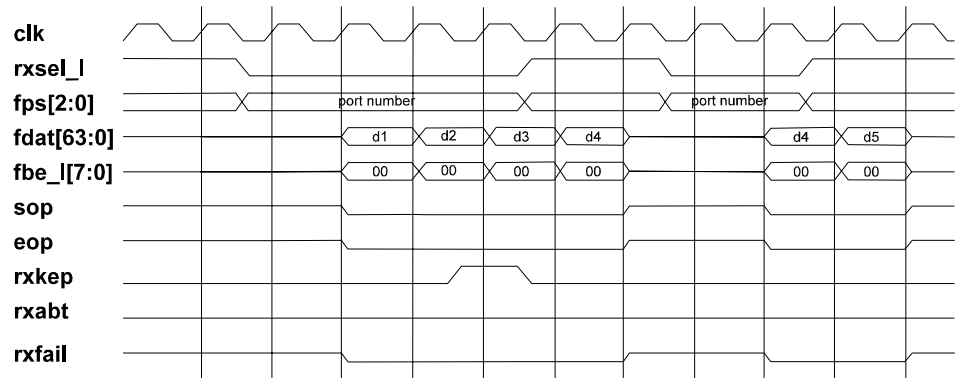 clk
rxsel_l
fps[2:0] port number port number
fdat[63:0] d1 d2 d3 d4 d4 d5
fbe_l[7:0] 00 00 00 00 00 00
sop
eop
rxkep
rxabt
rxfail